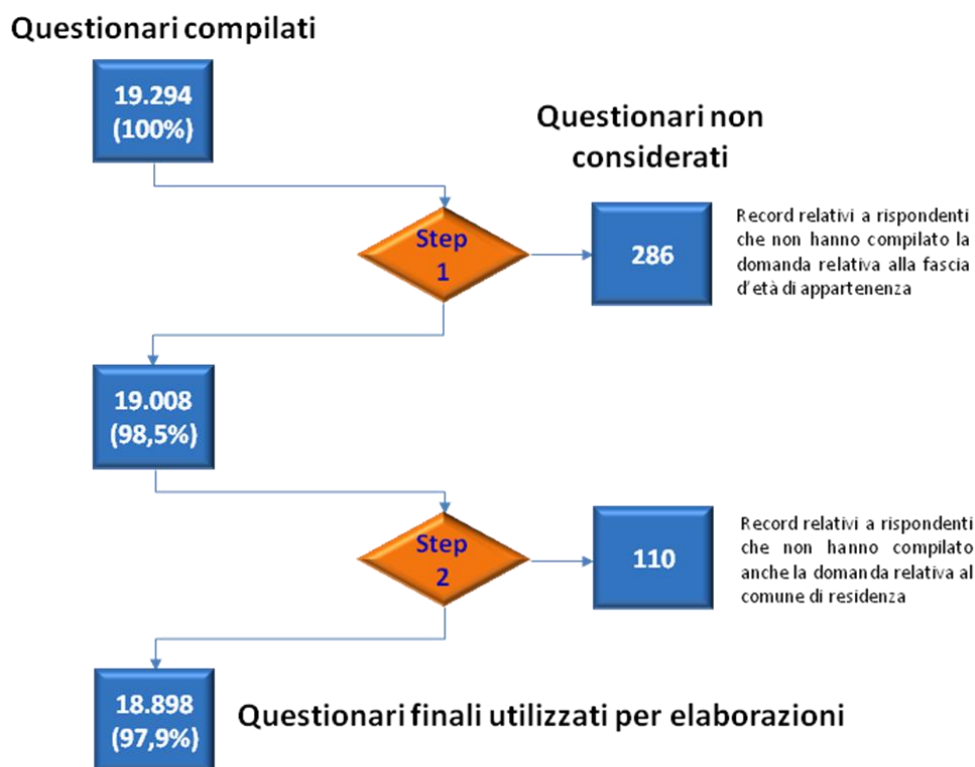 Questionari compilati
19.294
(100%)
Questionari non
considerati
Step
1
286
Record relativi a rispondenti
che non hanno compilato la
domanda relativa alla fascia
d'età di appartenenza
19.008
(98,5%)
Step
2
110
Record relativi a rispondenti
che non hanno compilato
anche la domanda relativa al
comune di residenza
18.898
(97,9%)
Questionari finali utilizzati per elaborazioni